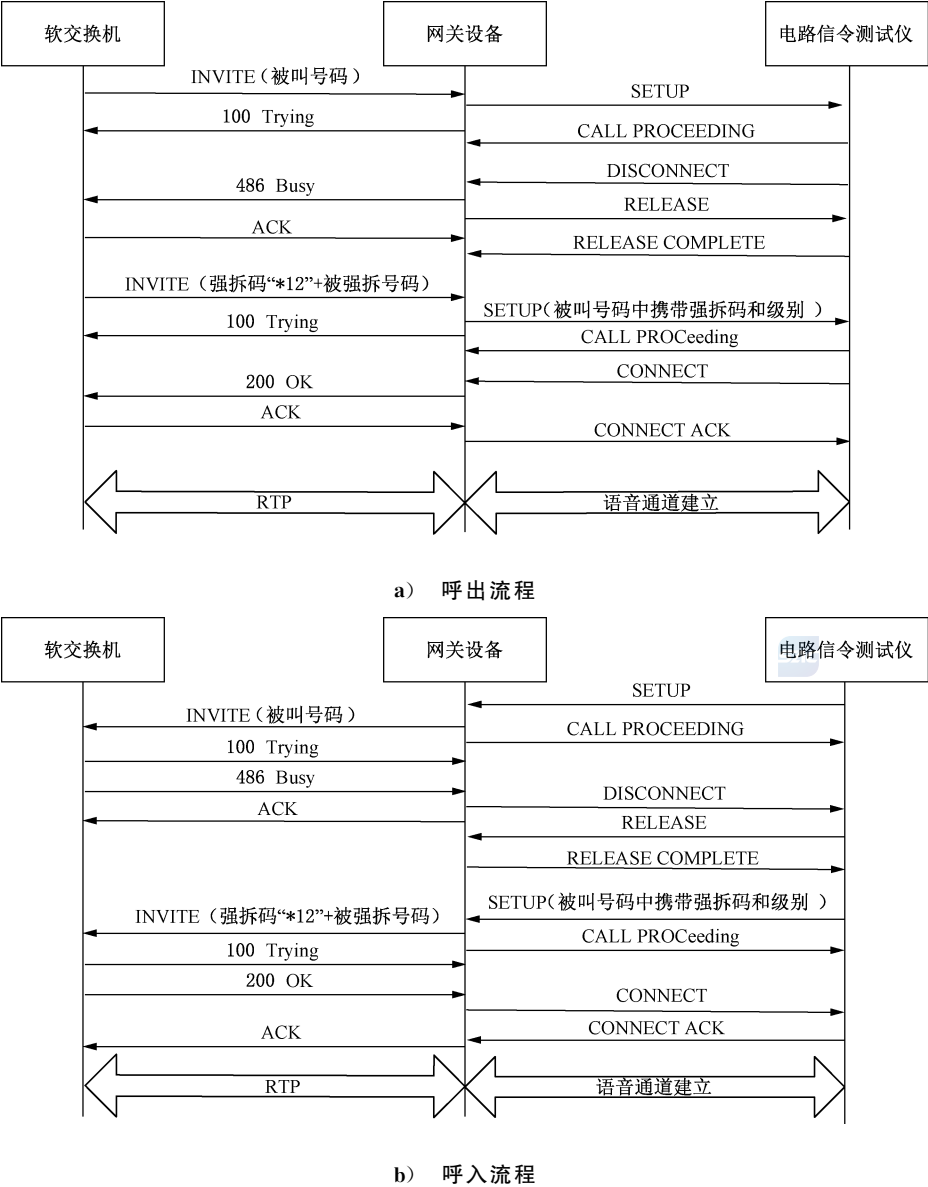 软交换机
网关设备
电路信令测试仪
INVITE（被叫号码）
SETUP
100 Trying
CALL PROCEEDING
DISCONNECT
486 Busy
RELEASE
ACK
RELEASE COMPLETE
INVITE（强拆码“*12”+被强拆号码）
SETUP（被叫号码中携带强拆码和级别 ）
100 Trying
CALL PROCeeding
CONNECT
200 OK
ACK
CONNECT ACK
RTP
语音通道建立
a） 呼出流程
软交换机
网关设备
电路信令测试仪
SETUP
INVITE（被叫号码）
CALL PROCEEDING
100 Trying
486 Busy
DISCONNECT
ACK
RELEASE
RELEASE COMPLETE
SETUP（被叫号码中携带强拆码和级别 ）
INVITE（强拆码“*12”+被强拆号码）
CALL PROCeeding
100 Trying
200 OK
CONNECT
CONNECT ACK
ACK
RTP
语音通道建立
b） 呼入流程